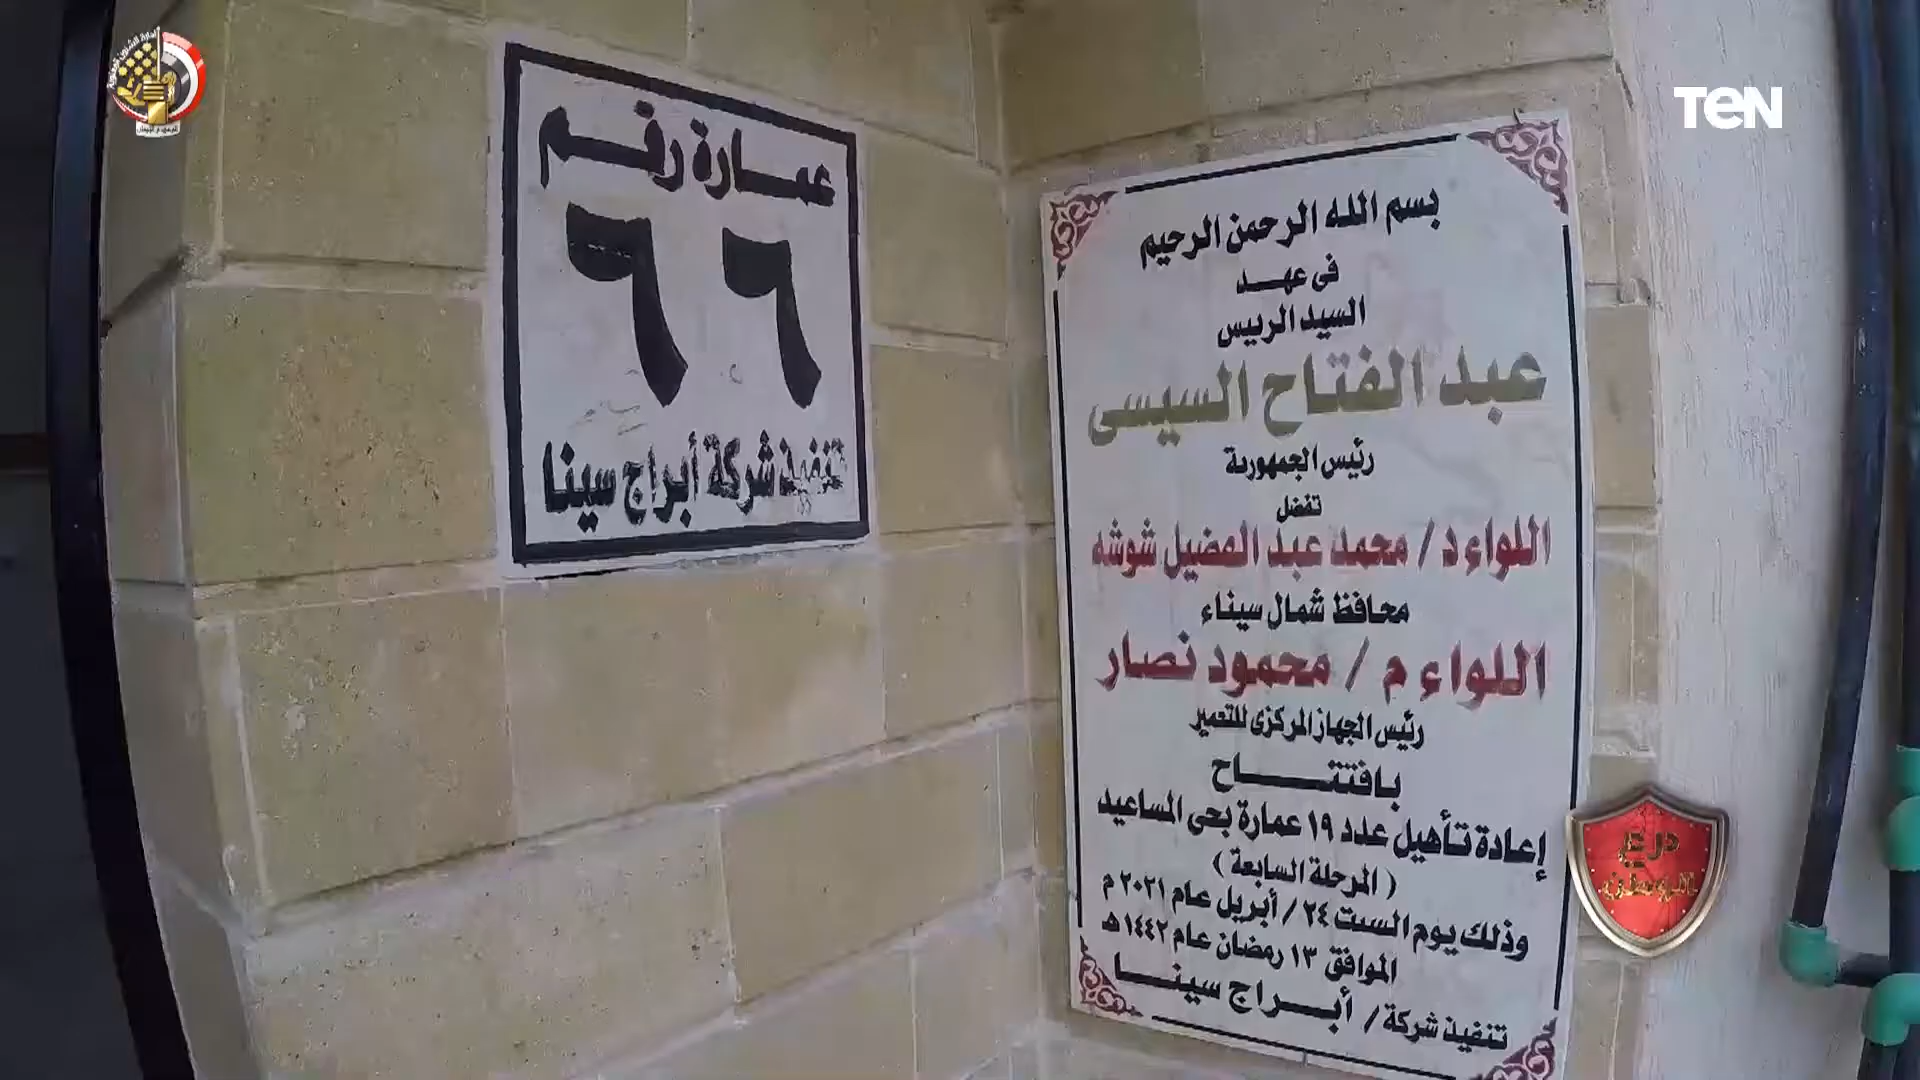 TEN
عمارة رقم
٦٦
تنفيذ شركة أبراج سينا
بسم الله الرحمن الرحيم
فى عهد
السيد الرييس
عبد الفتاح السيسى
رئيس الجمهورية
تفضل
اللواء د / محمد عبد الفضيل شوشه
محافظ شمال سيناء
اللواء م / محمود نصار
رئيس الجهاز المركزى للتعمير
بافتتاح
إعادة تأهيل عدد ١٩ عمارة بحى المساعيد
( المرحلة السابعة )
وذلك يوم السبت ٢٤ / أبريل عام ٢٠٢١ م
الموافق ١٣ رمضان عام ١٤٤٢ هـ
تنفيذ شركة / أبراج سينا
درع
الوطن